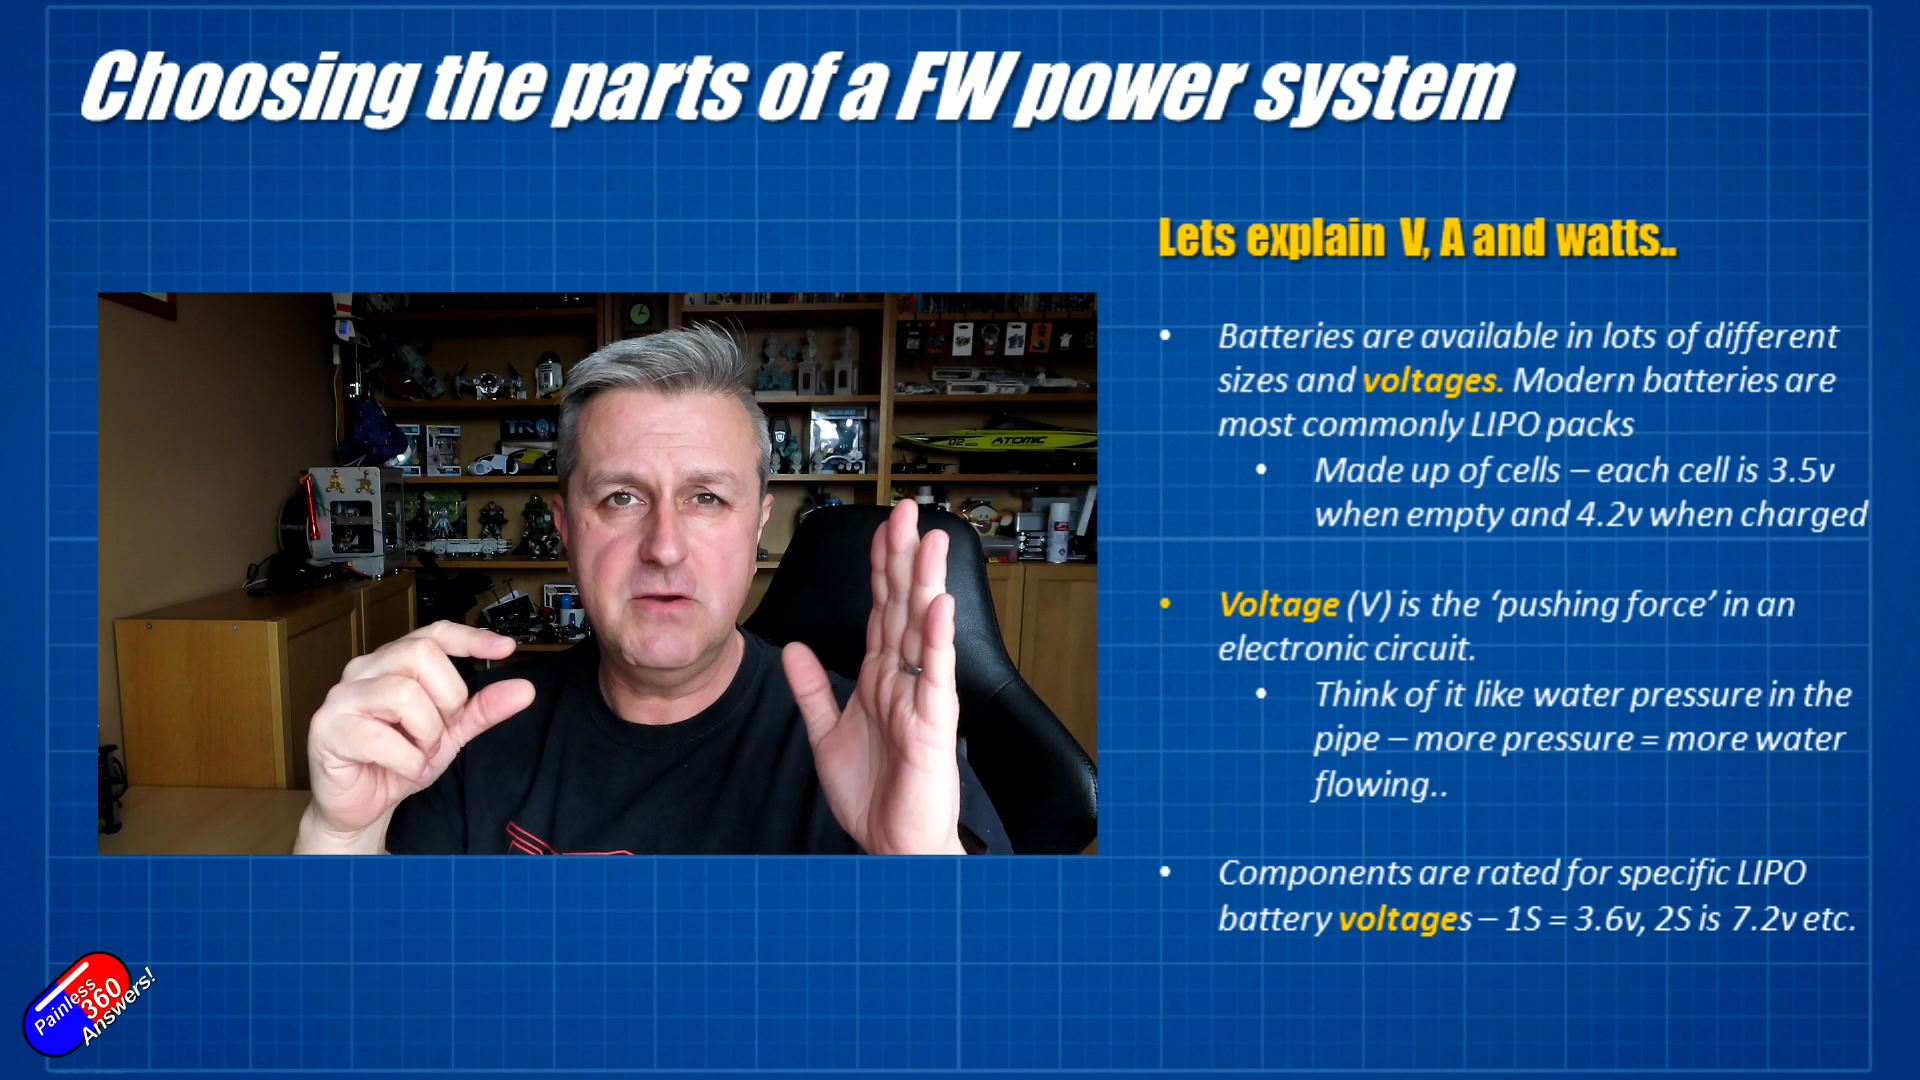 Choosing the parts of a FW power system
Lets explain V, A and watts..
• Batteries are available in lots of different
sizes and voltages. Modern batteries are
most commonly LIPO packs
• Made up of cells – each cell is 3.5v
when empty and 4.2v when charged
• Voltage (V) is the ‘pushing force’ in an
electronic circuit.
• Think of it like water pressure in the
pipe – more pressure = more water
flowing..
• Components are rated for specific LIPO
battery voltages – 1S = 3.6v, 2S is 7.2v etc.
TRON
02 ATOMIC
Painless
360
Answers!